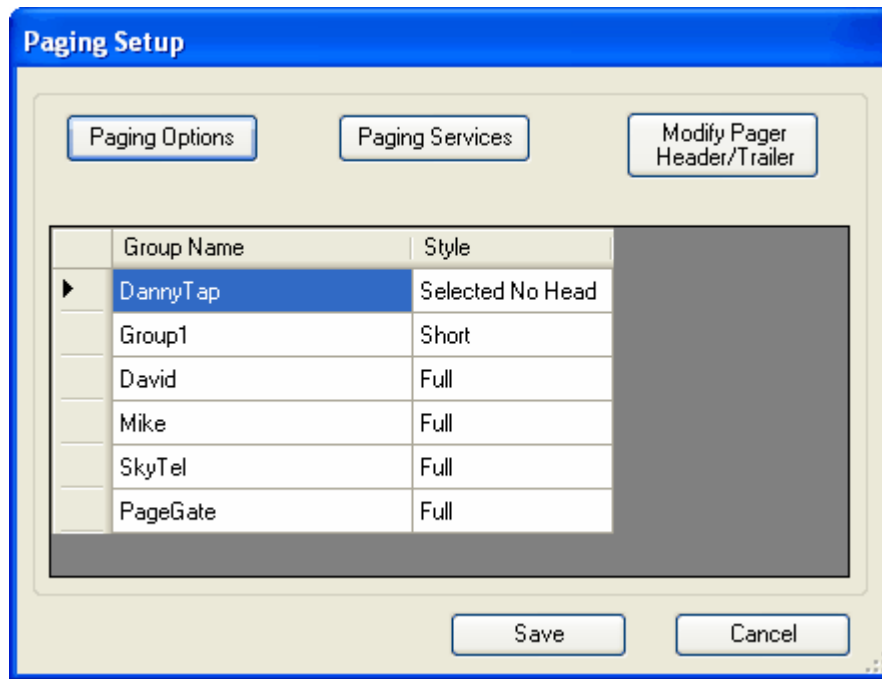 Paging Setup
Paging Options
Paging Services
Modify Pager
Header/Trailer
Group Name Style
DannyTap Selected No Head
Group1 Short
David Full
Mike Full
SkyTel Full
PageGate Full
Save Cancel